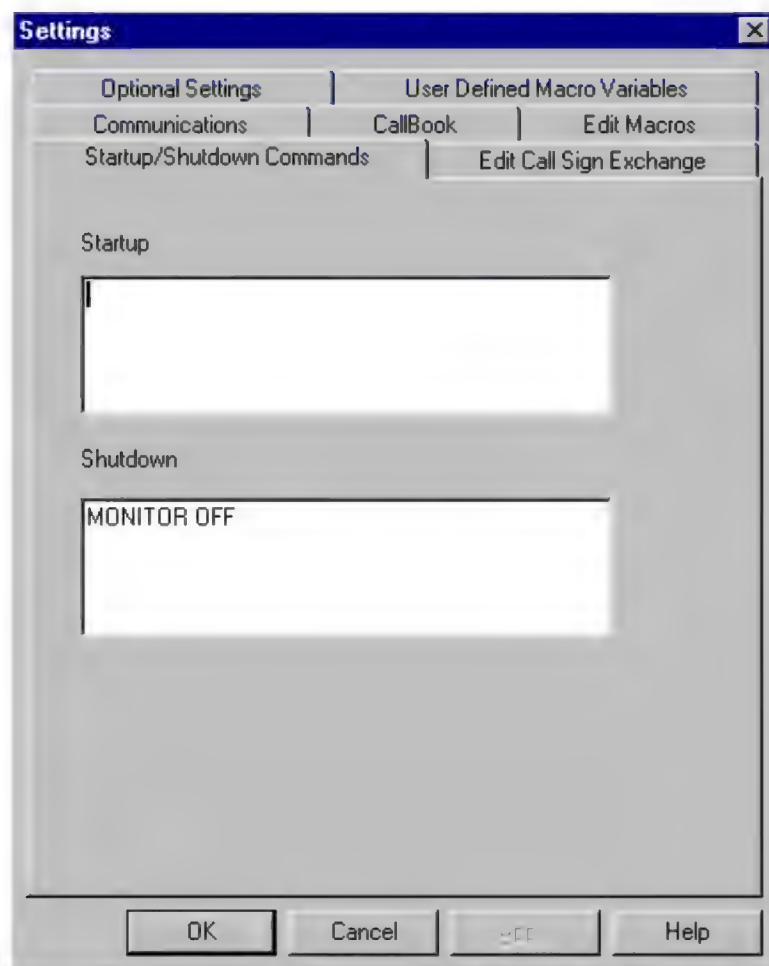 Settings
Optional Settings
User Defined Macro Variables
Communications
CallBook
Edit Macros
Startup/Shutdown Commands
Edit Call Sign Exchange
Startup
Shutdown
MONITOR OFF
OK
Cancel
Help